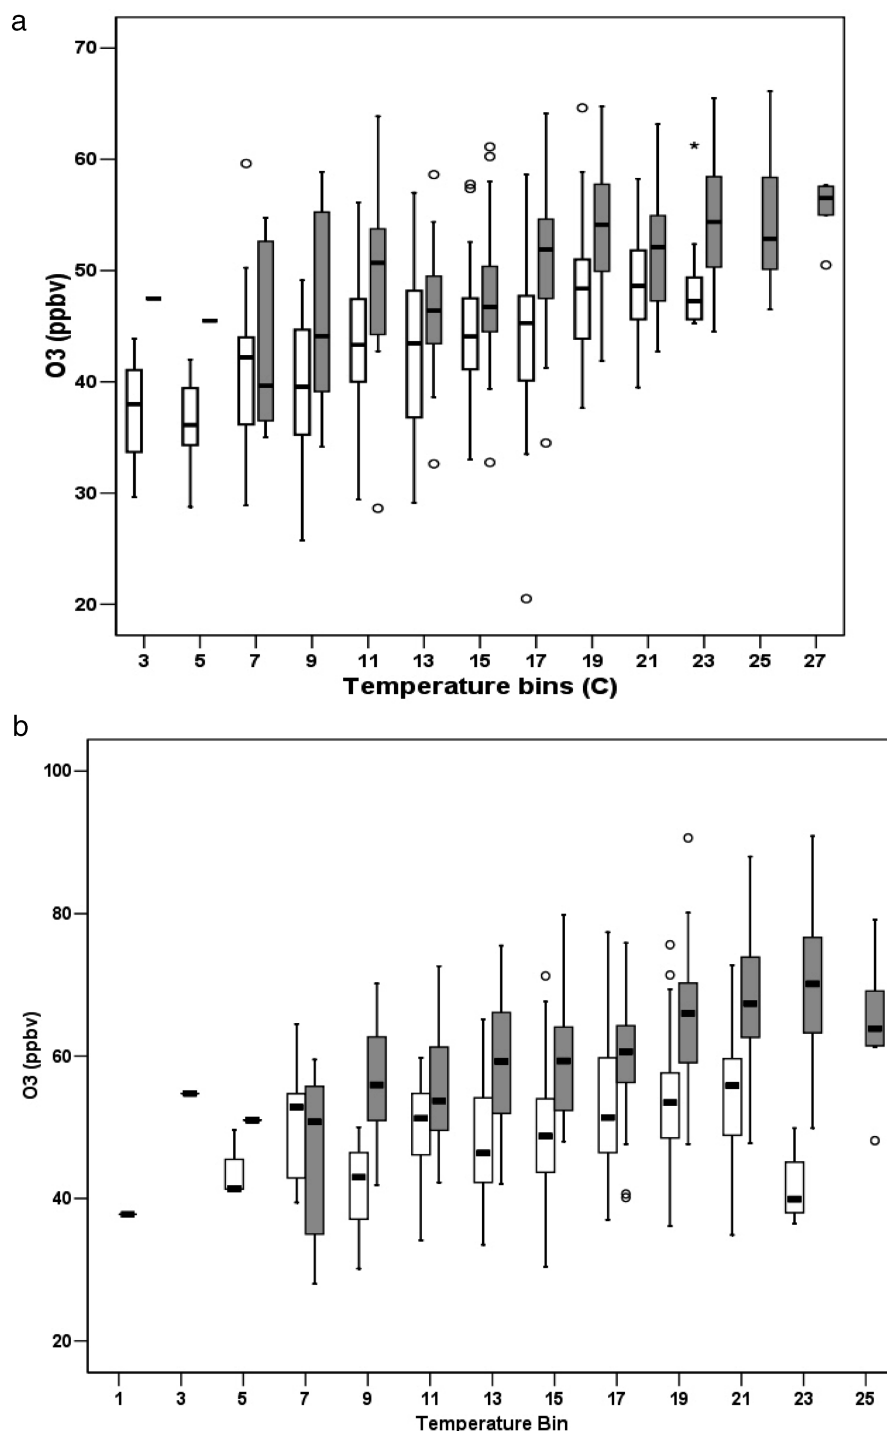 a
70
60
50
40
30
20
O3 (ppbv)
*
3 5 7 9 11 13 15 17 19 21 23 25 27
Temperature bins (C)
b
100
80
60
40
20
O3 (ppbv)
1 3 5 7 9 11 13 15 17 19 21 23 25
Temperature Bin